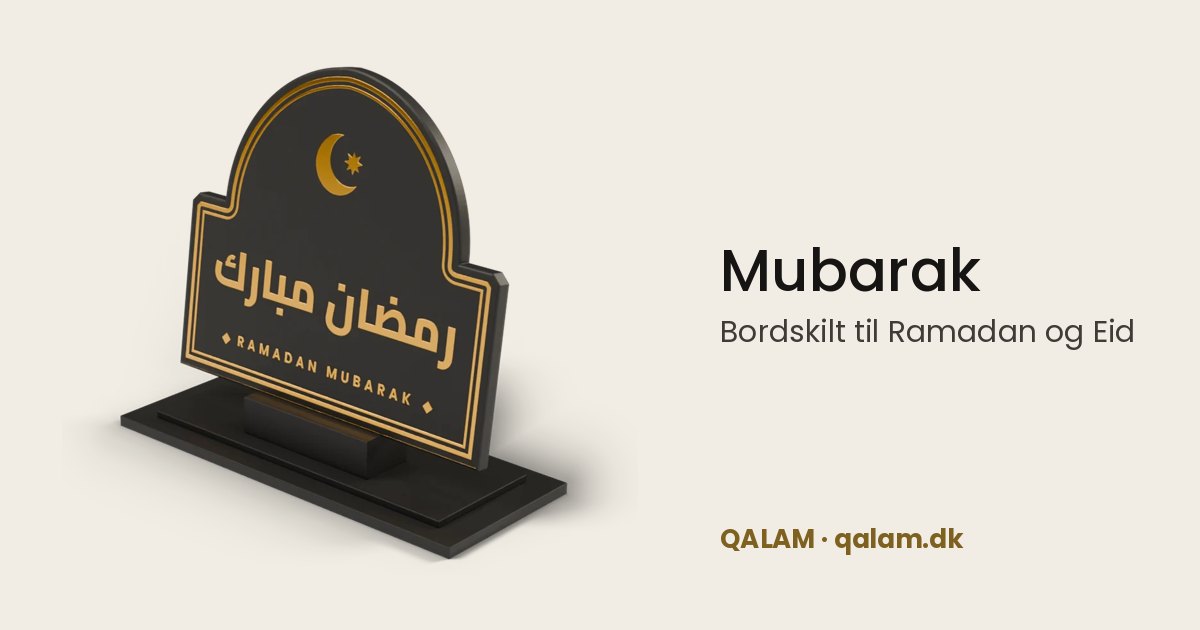 رمضان مبارك
RAMADAN MUBARAK
Mubarak
Bordskilt til Ramadan og Eid
QALAM · qalam.dk